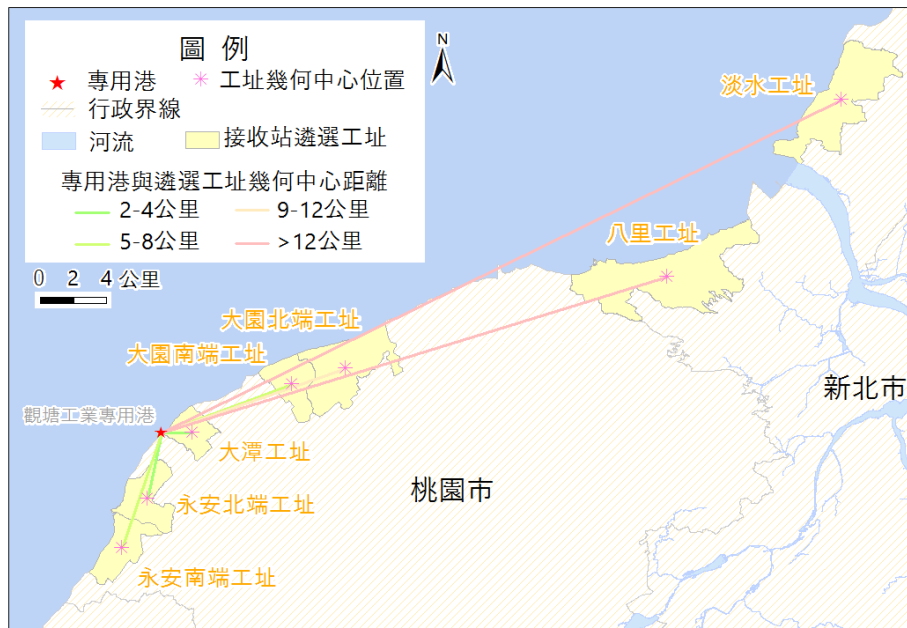 圖 例
專用港 工址幾何中心位置
行政界線
河流 接收站遴選工址
專用港與遴選工址幾何中心距離
2-4公里 9-12公里
5-8公里 >12公里
0 2 4 公里
N
淡水工址
八里工址
大園北端工址
大園南端工址
新北市
觀塘工業專用港
大潭工址
桃園市
永安北端工址
永安南端工址